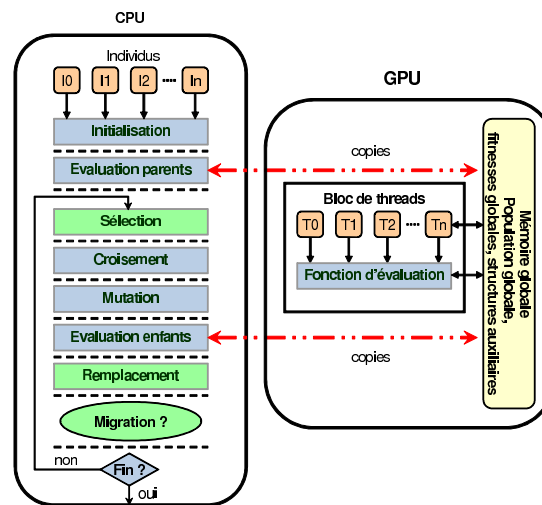 CPU
Individus
I0 I1 I2 ···· In
Initialisation
Evaluation parents
Sélection
Croisement
Mutation
Evaluation enfants
Remplacement
Migration ?
non
Fin ?
oui
copies
copies
GPU
Bloc de threads
T0 T1 T2 ···· Tn
Fonction d'évaluation
Mémoire globale
Population globale,
fitnesses globales, structures auxiliaires